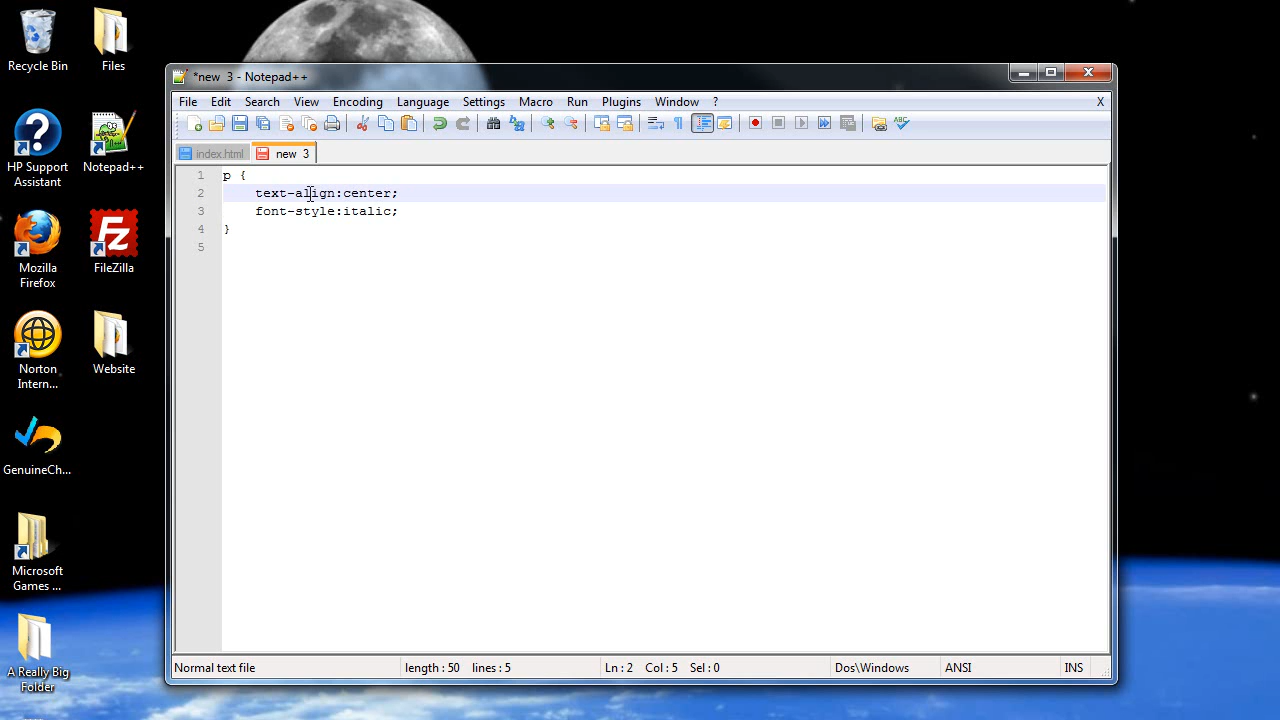 Recycle Bin
Files
HP Support
Assistant
Notepad++
Mozilla
Firefox
FileZilla
Norton
Intern...
Website
GenuineCh...
Microsoft
Games ...
A Really Big
Folder
*new  3 - Notepad++
File Edit Search View Encoding Language Settings Macro Run Plugins Window ? X
index.html new  3
1 p {
2 text-align:center;
3 font-style:italic;
4 }
5
Normal text file length : 50 lines : 5 Ln : 2 Col : 5 Sel : 0 Dos\Windows ANSI INS